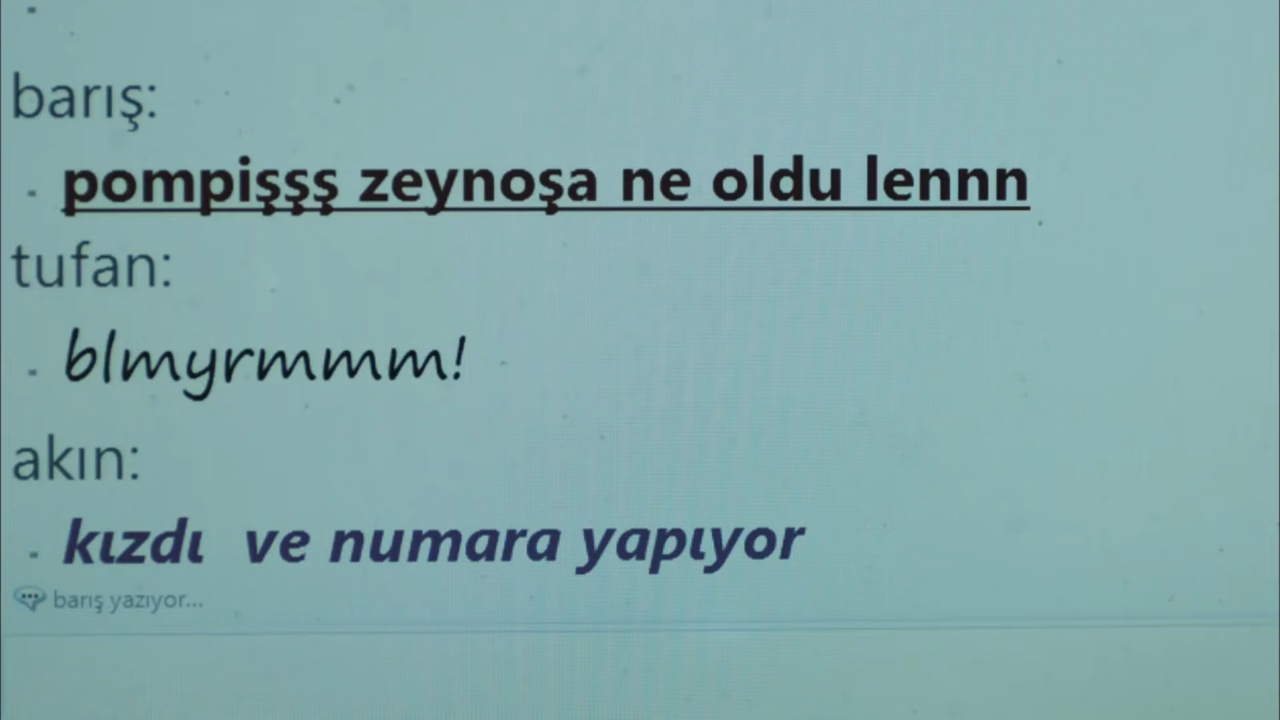 barış:
- pompişşş zeynoşa ne oldu lennn
tufan:
- blmyrmmm!
akın:
- kızdı ve numara yapıyor
barış yazıyor...